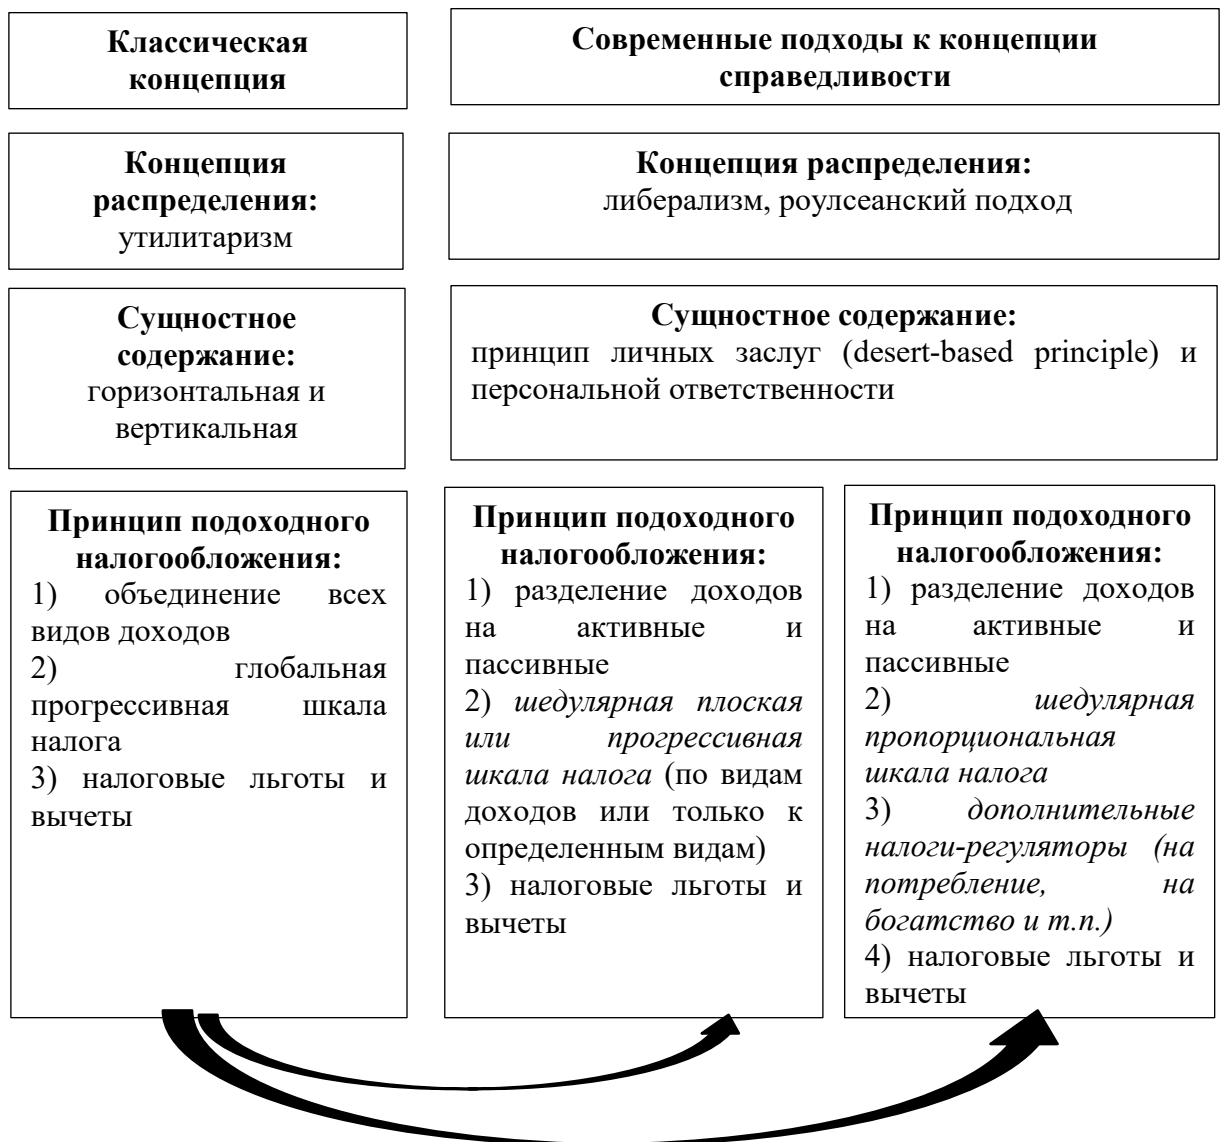 Классическая
концепция
Современные подходы к концепции
справедливости
Концепция
распределения:
утилитаризм
Концепция распределения:
либерализм, роулсеанский подход
Сущностное
содержание:
горизонтальная и
вертикальная
Сущностное содержание:
принцип личных заслуг (desert-based principle) и
персональной ответственности
Принцип подоходного
налогообложения:
1) объединение всех
видов доходов
2) глобальная
прогрессивная шкала
налога
3) налоговые льготы и
вычеты
Принцип подоходного
налогообложения:
1) разделение доходов
на активные и
пассивные
2) шедулярная плоская
или прогрессивная
шкала налога (по видам
доходов или только к
определенным видам)
3) налоговые льготы и
вычеты
Принцип подоходного
налогообложения:
1) разделение доходов
на активные и
пассивные
2) шедулярная
пропорциональная
шкала налога
3) дополнительные
налоги-регуляторы (на
потребление, на
богатство и т.п.)
4) налоговые льготы и
вычеты